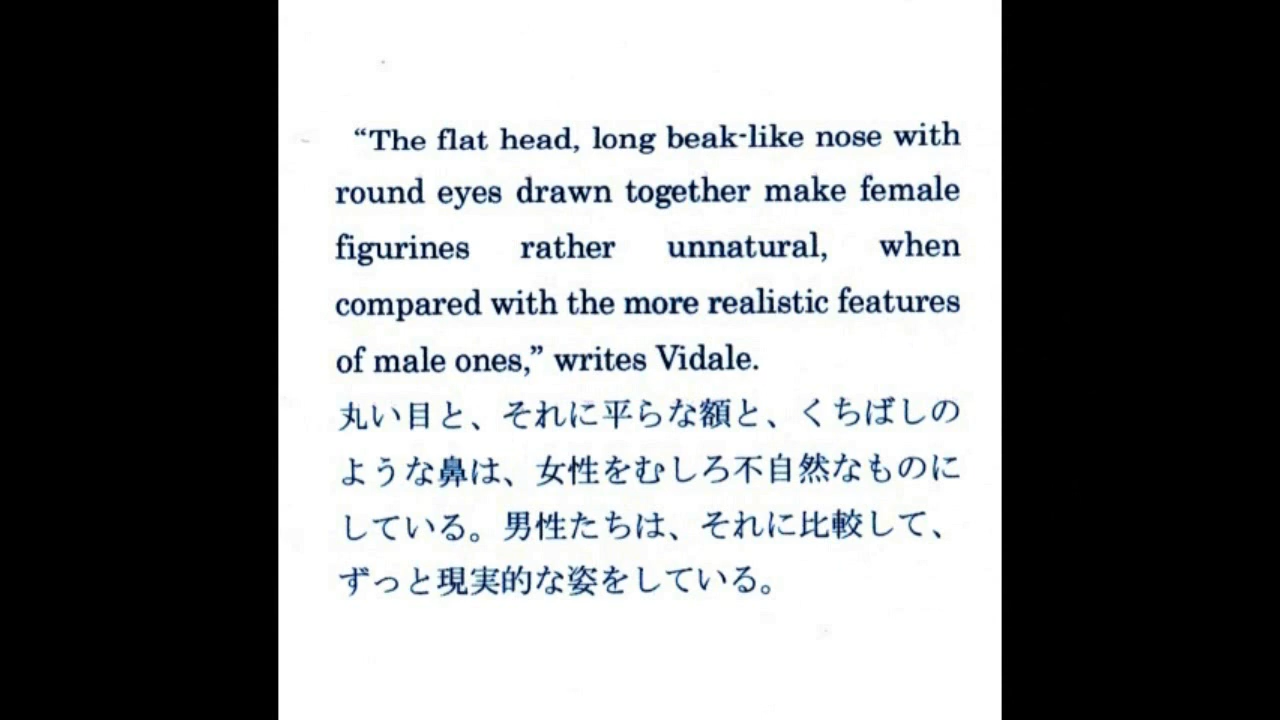 “The flat head, long beak-like nose with
round eyes drawn together make female
figurines rather unnatural, when
compared with the more realistic features
of male ones,” writes Vidale.
丸い目と、それに平らな額と、くちばしの
ような鼻は、女性をむしろ不自然なものに
している。男性たちは、それに比較して、
ずっと現実的な姿をしている。